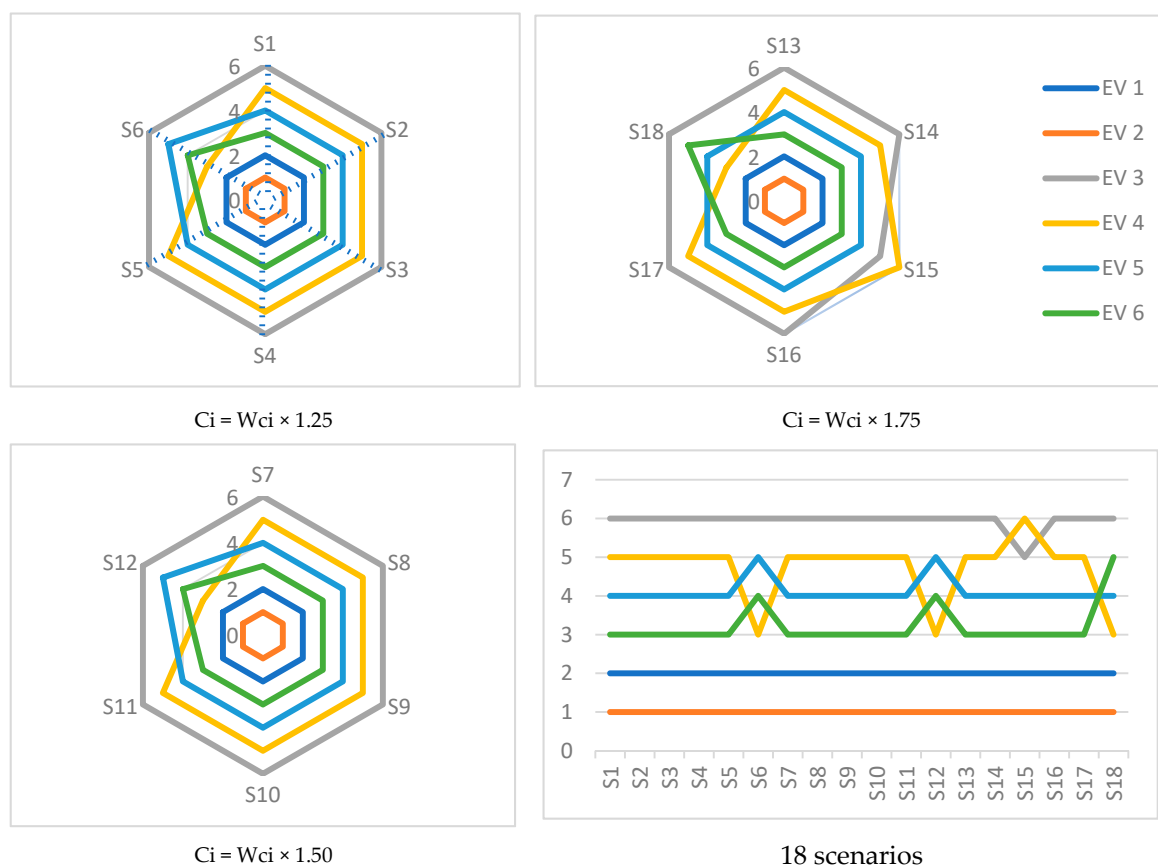 S1
6
4
2
0
S2
S3
S4
S5
S6
Ci = Wci × 1.25
S13
6
4
2
0
S14
S15
S16
S17
S18
EV 1
EV 2
EV 3
EV 4
EV 5
EV 6
Ci = Wci × 1.75
S7
6
4
2
0
S8
S9
S10
S11
S12
Ci = Wci × 1.50
7
6
5
4
3
2
1
0
S1
S2
S3
S4
S5
S6
S7
S8
S9
S10
S11
S12
S13
S14
S15
S16
S17
S18
18 scenarios